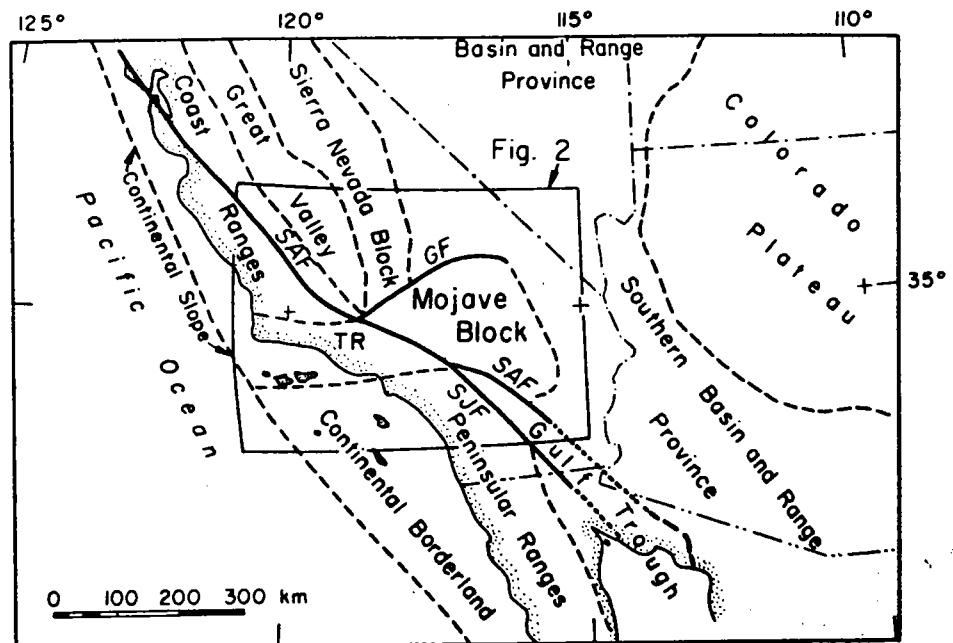 125°
120°
115°
110°
Basin and Range
Province
Coast
Ranges
Great
Valley
Sierra Nevada Block
Fig. 2
Colorado
Plateau
Continental Slope
Pacific
Ocean
SAF
GF
35°
Mojave
Block
TR
SAF
SJF
Southern Basin and Range
Province
Gulf Trough
Peninsular Ranges
Continental Borderland
0 100 200 300 km